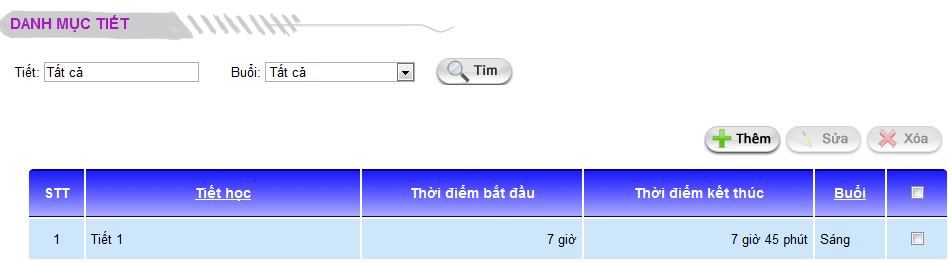 DANH MỤC TIẾT
Tiết: Tất cả Buổi: Tất cả Tìm
Thêm Sửa Xóa
STT Tiết học Thời điểm bắt đầu Thời điểm kết thúc Buổi
1 Tiết 1 7 giờ 7 giờ 45 phút Sáng